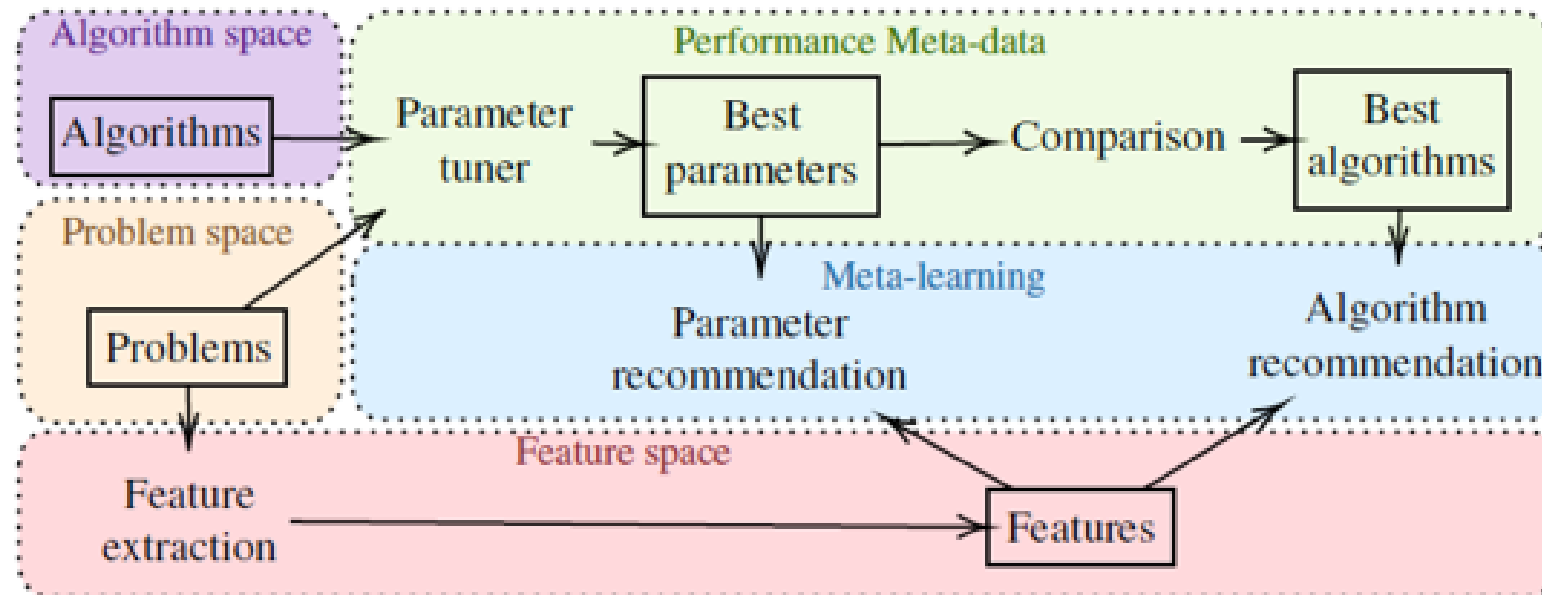 Algorithm space
Algorithms
Performance Meta-data
Parameter
tuner
Best
parameters
Comparison
Best
algorithms
Problem space
Problems
Meta-learning
Parameter
recommendation
Algorithm
recommendation
Feature space
Feature
extraction
Features